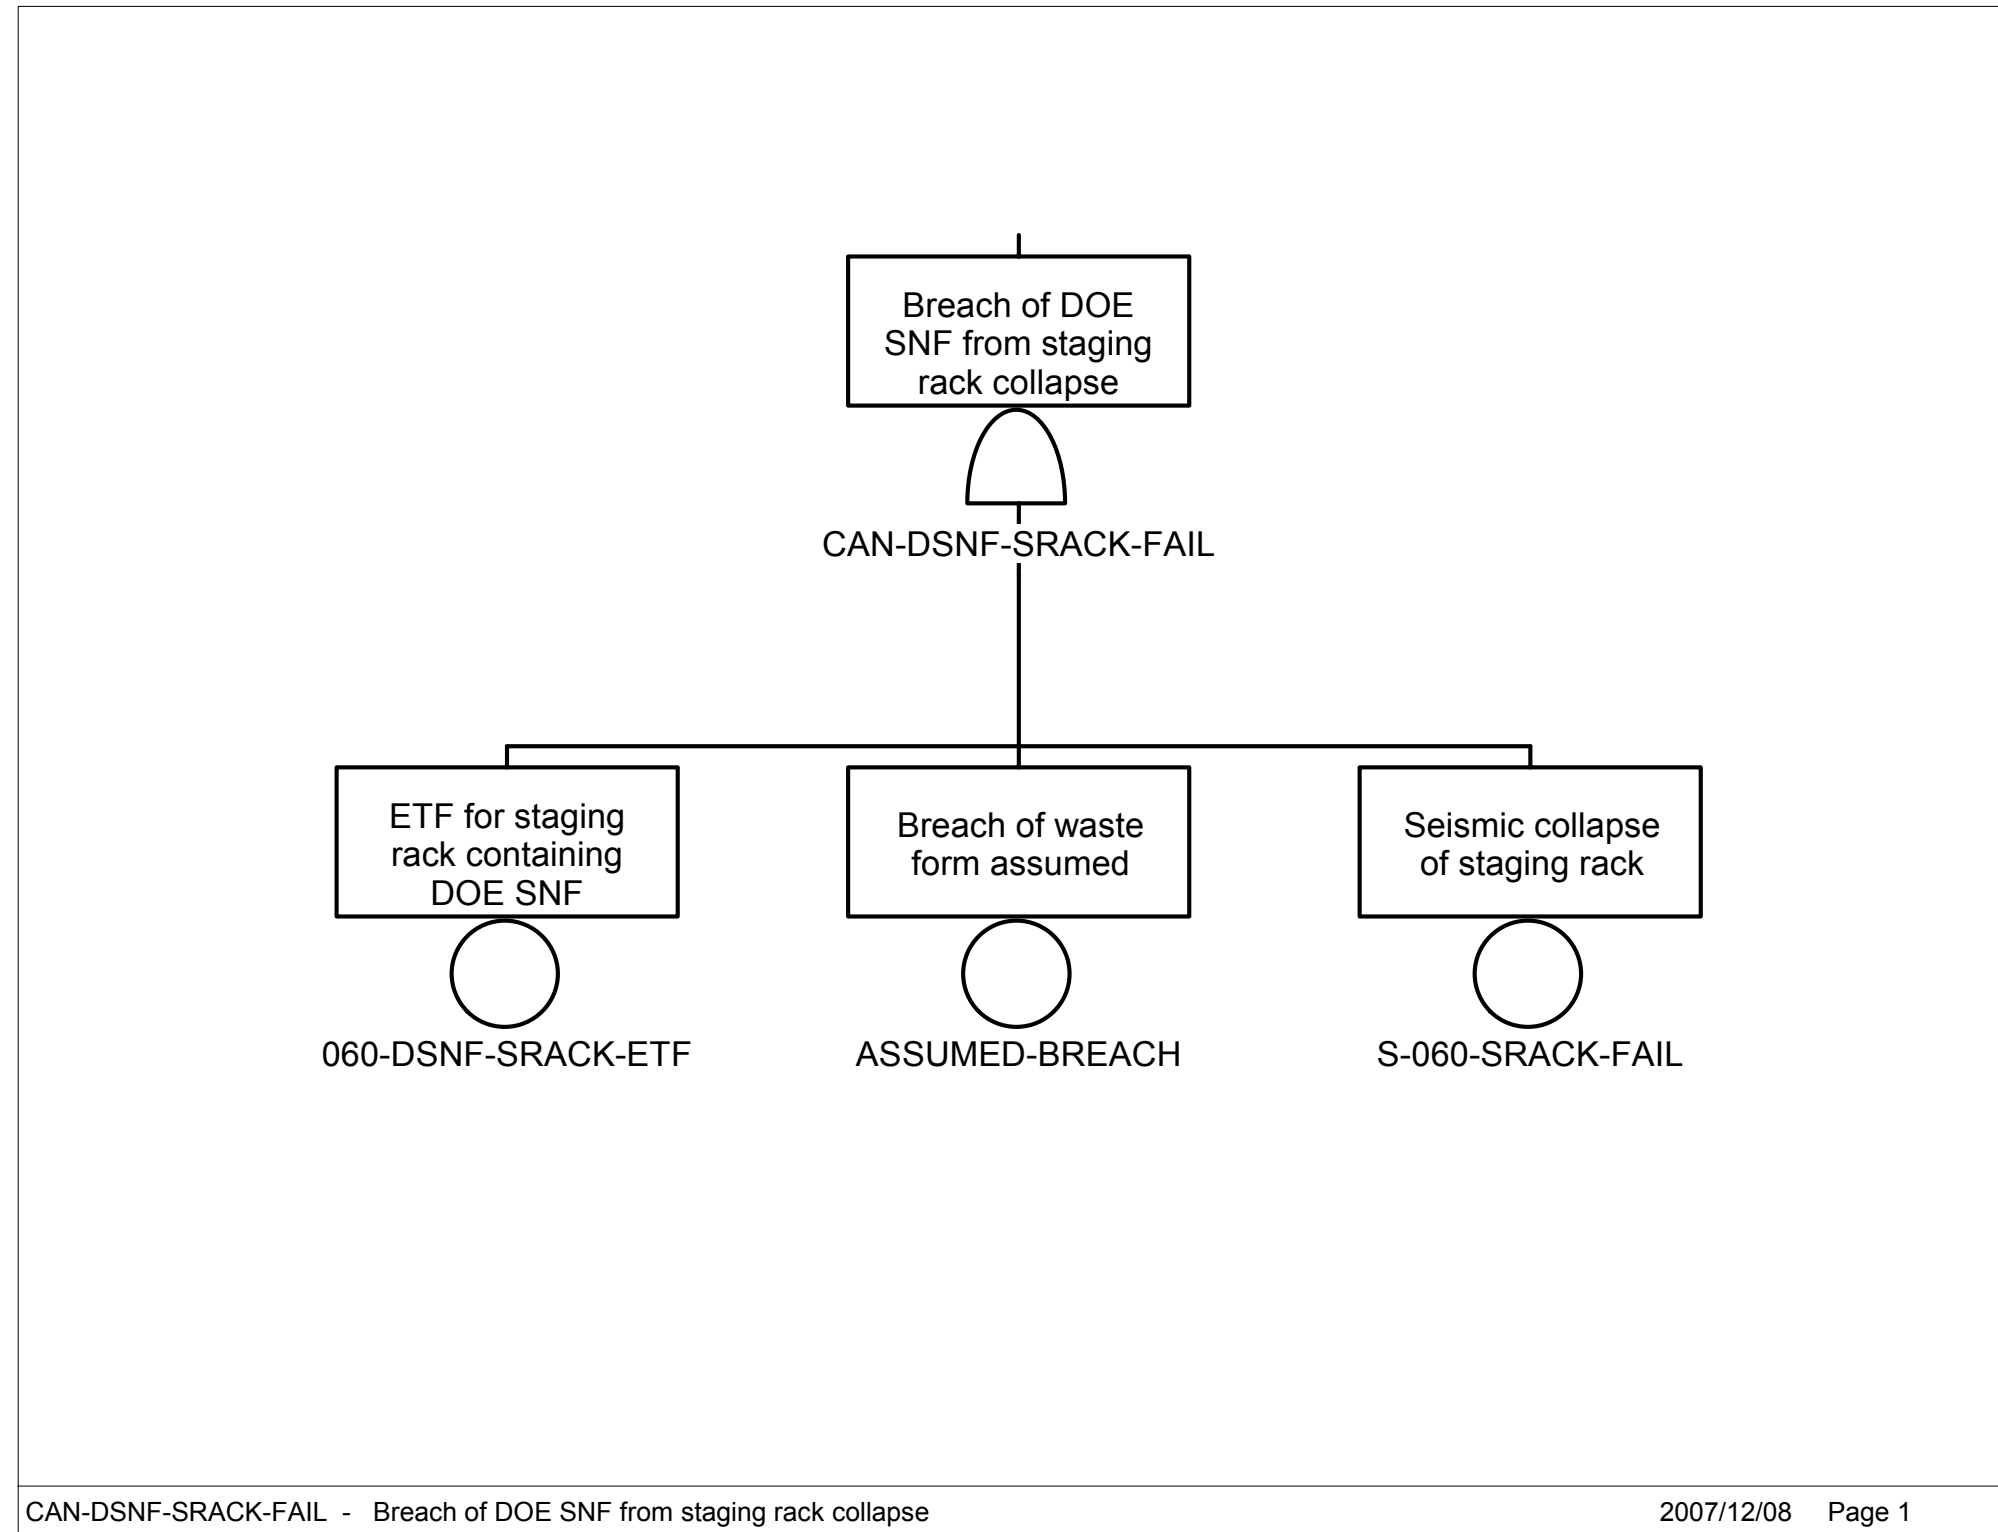 Breach of DOE
SNF from staging
rack collapse
CAN-DSNF-SRACK-FAIL
ETF for staging
rack containing
DOE SNF
060-DSNF-SRACK-ETF
Breach of waste
form assumed
ASSUMED-BREACH
Seismic collapse
of staging rack
S-060-SRACK-FAIL
CAN-DSNF-SRACK-FAIL - Breach of DOE SNF from staging rack collapse 2007/12/08 Page 1